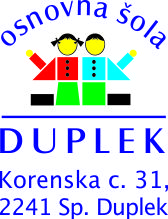 osnovna šola
DUPLEK
Korenska c. 31,
2241 Sp. Duplek